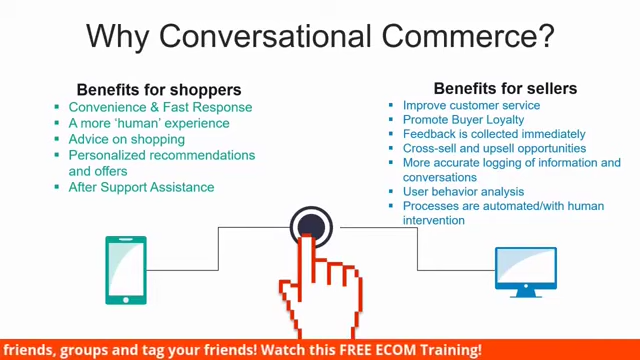 Why Conversational Commerce?
Benefits for shoppers
Convenience & Fast Response
A more ‘human’ experience
Advice on shopping
Personalized recommendations
and offers
After Support Assistance
Benefits for sellers
Improve customer service
Promote Buyer Loyalty
Feedback is collected immediately
Cross-sell and upsell opportunities
More accurate logging of information and
conversations
User behavior analysis
Processes are automated/with human
intervention
friends, groups and tag your friends! Watch this FREE ECOM Training!